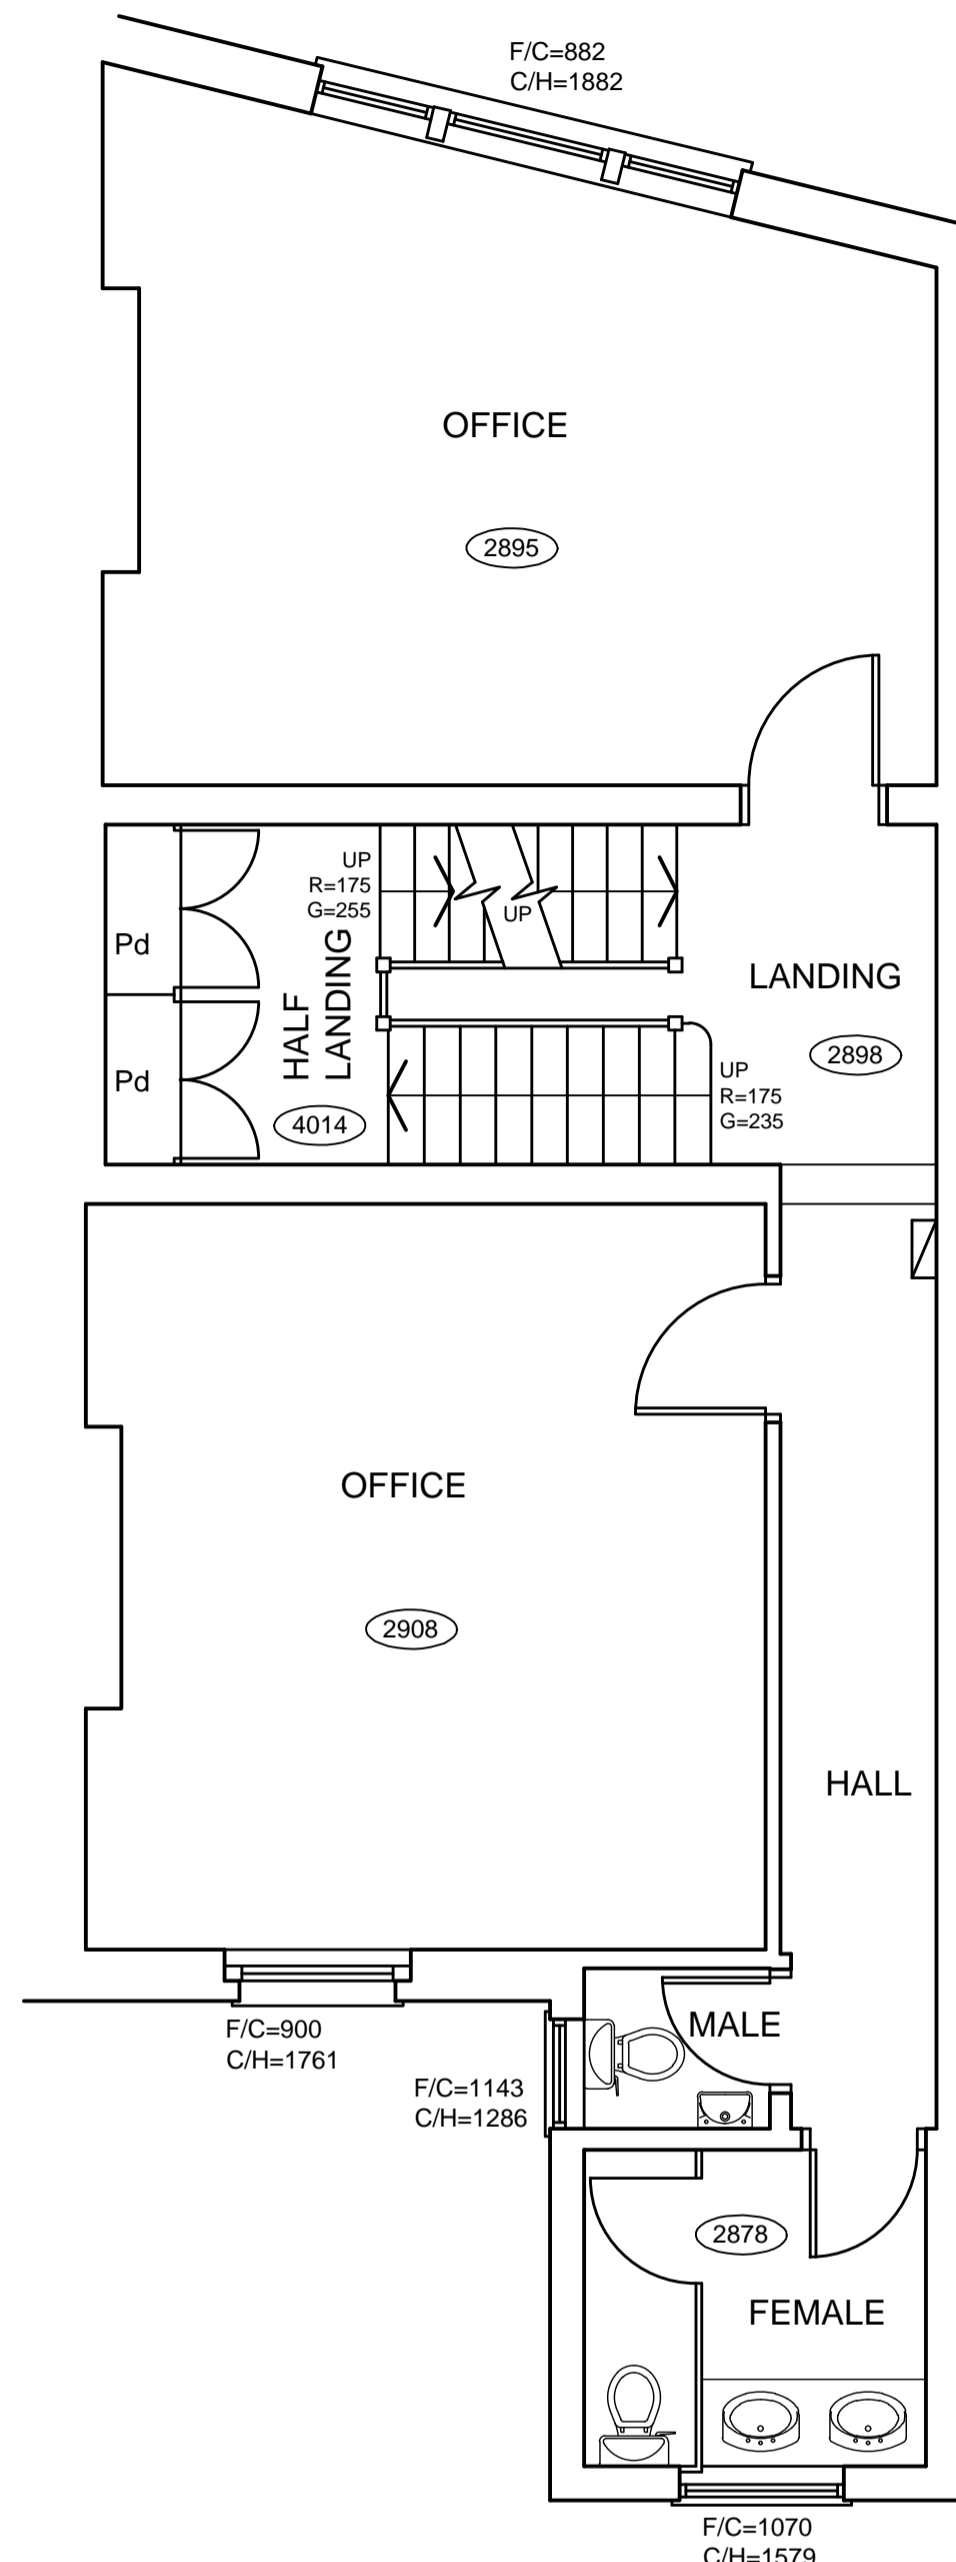 F/C=882
C/H=1882
OFFICE
2895
UP
R=175
G=255
UP
Pd
HALF
LANDING
LANDING
2898
Pd
4014
UP
R=175
G=235
OFFICE
2908
HALL
F/C=900
C/H=1761
MALE
F/C=1143
C/H=1286
2878
FEMALE
F/C=1070
C/H=1579